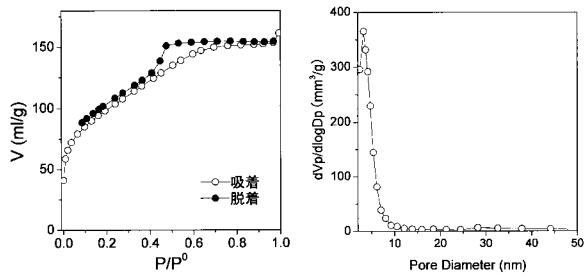 200
150
100
50
0
V (ml/g)
吸着
脱着
0.0 0.2 0.4 0.6 0.8 1.0
P/P⁰
400
300
200
100
0
dVp/dlogDp (mm³/g)
10 20 30 40 50
Pore Diameter (nm)